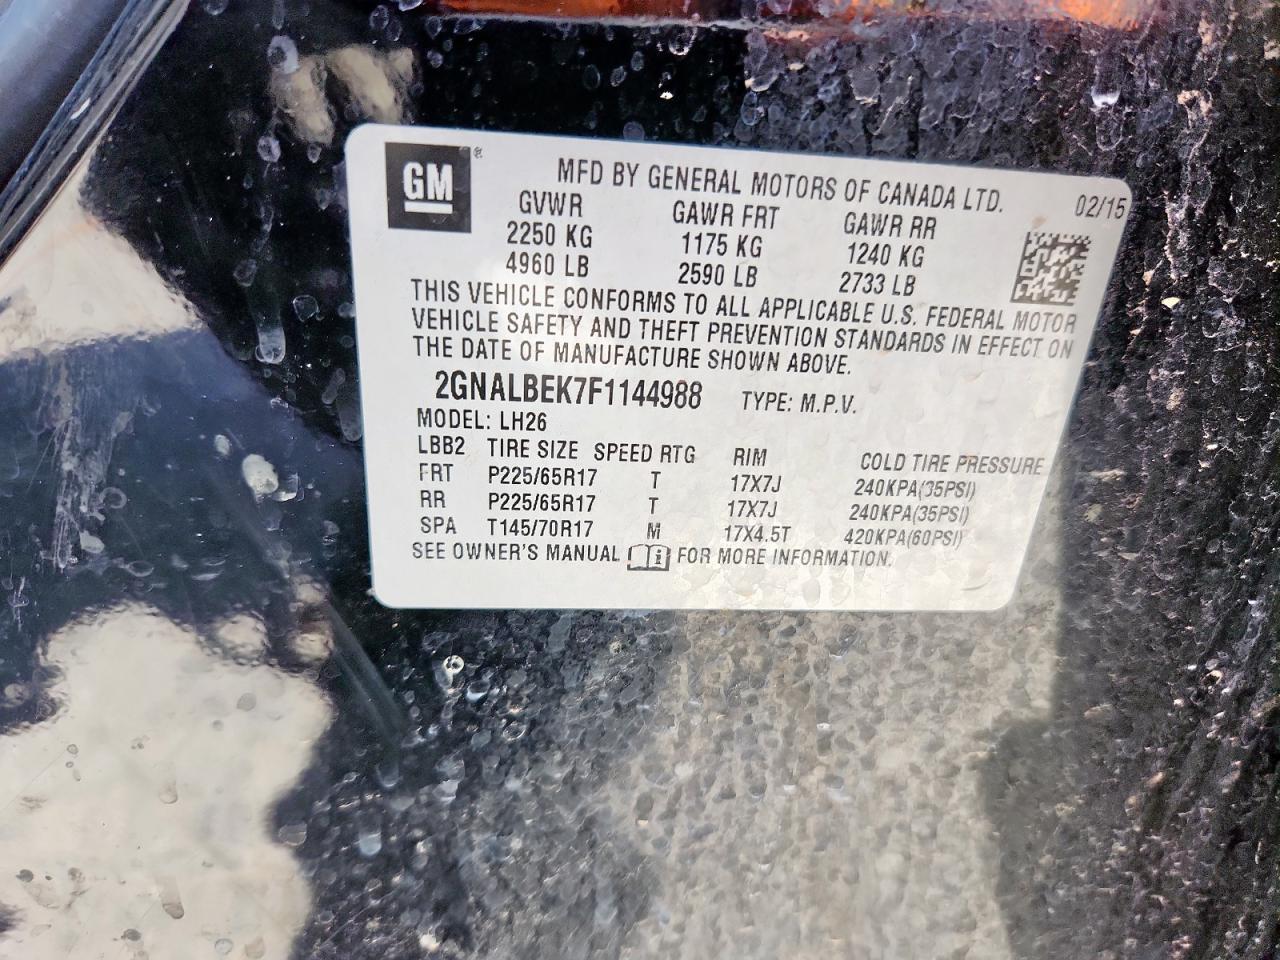 GM®
MFD BY GENERAL MOTORS OF CANADA LTD. 02/15
GVWR GAWR FRT GAWR RR
2250 KG 1175 KG 1240 KG
4960 LB 2590 LB 2733 LB
THIS VEHICLE CONFORMS TO ALL APPLICABLE U.S. FEDERAL MOTOR
VEHICLE SAFETY AND THEFT PREVENTION STANDARDS IN EFFECT ON
THE DATE OF MANUFACTURE SHOWN ABOVE.
2GNALBEK7F1144988 TYPE: M.P.V.
MODEL: LH26
LBB2 TIRE SIZE SPEED RTG RIM COLD TIRE PRESSURE
FRT P225/65R17 T 17X7J 240KPA(35PSI)
RR P225/65R17 T 17X7J 240KPA(35PSI)
SPA T145/70R17 M 17X4.5T 420KPA(60PSI)
SEE OWNER'S MANUAL i FOR MORE INFORMATION.